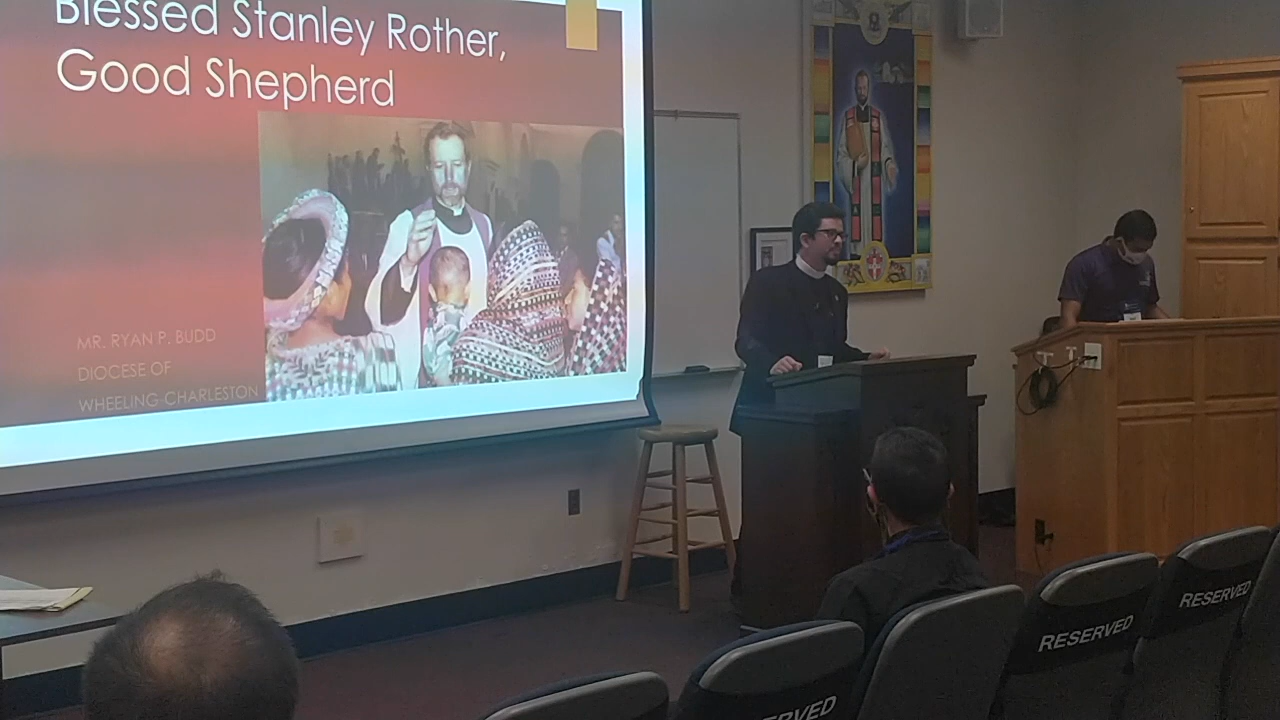 Blessed Stanley Rother,
Good Shepherd
MR. RYAN P. BUDD
DIOCESE OF
WHEELING-CHARLESTON
RESERVED
RESERVED
RESERVED